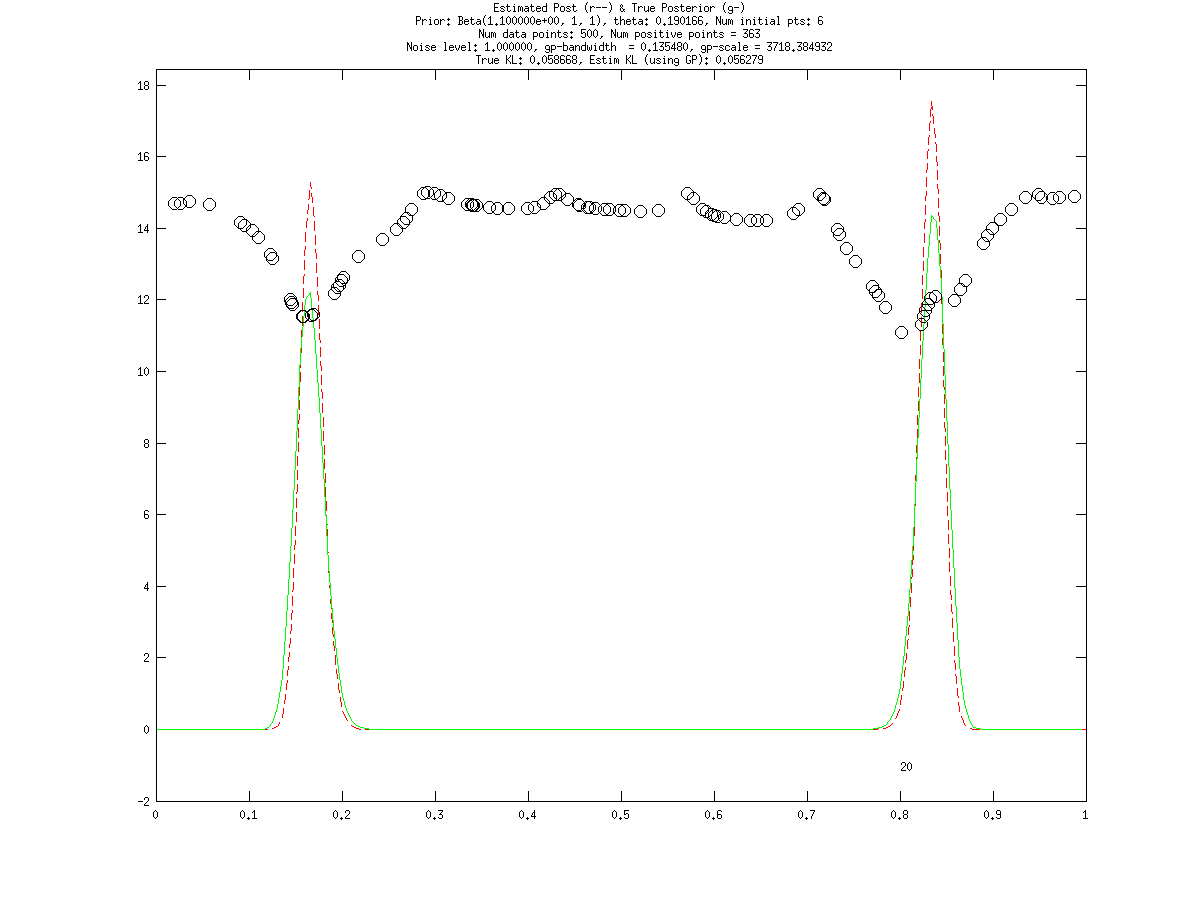 Estimated Post (r--) & True Posterior (g-)
Prior: Beta(1.100000e+00, 1, 1), theta: 0.190166, Num initial pts: 6
Num data points: 500, Num positive points = 363
Noise level: 1.000000, gp-bandwidth  = 0.135480, gp-scale = 3718.384932
True KL: 0.058668, Estim KL (using GP): 0.056279
18
16
14
12
10
8
6
4
2
0
20
-2
0 0.1 0.2 0.3 0.4 0.5 0.6 0.7 0.8 0.9 1